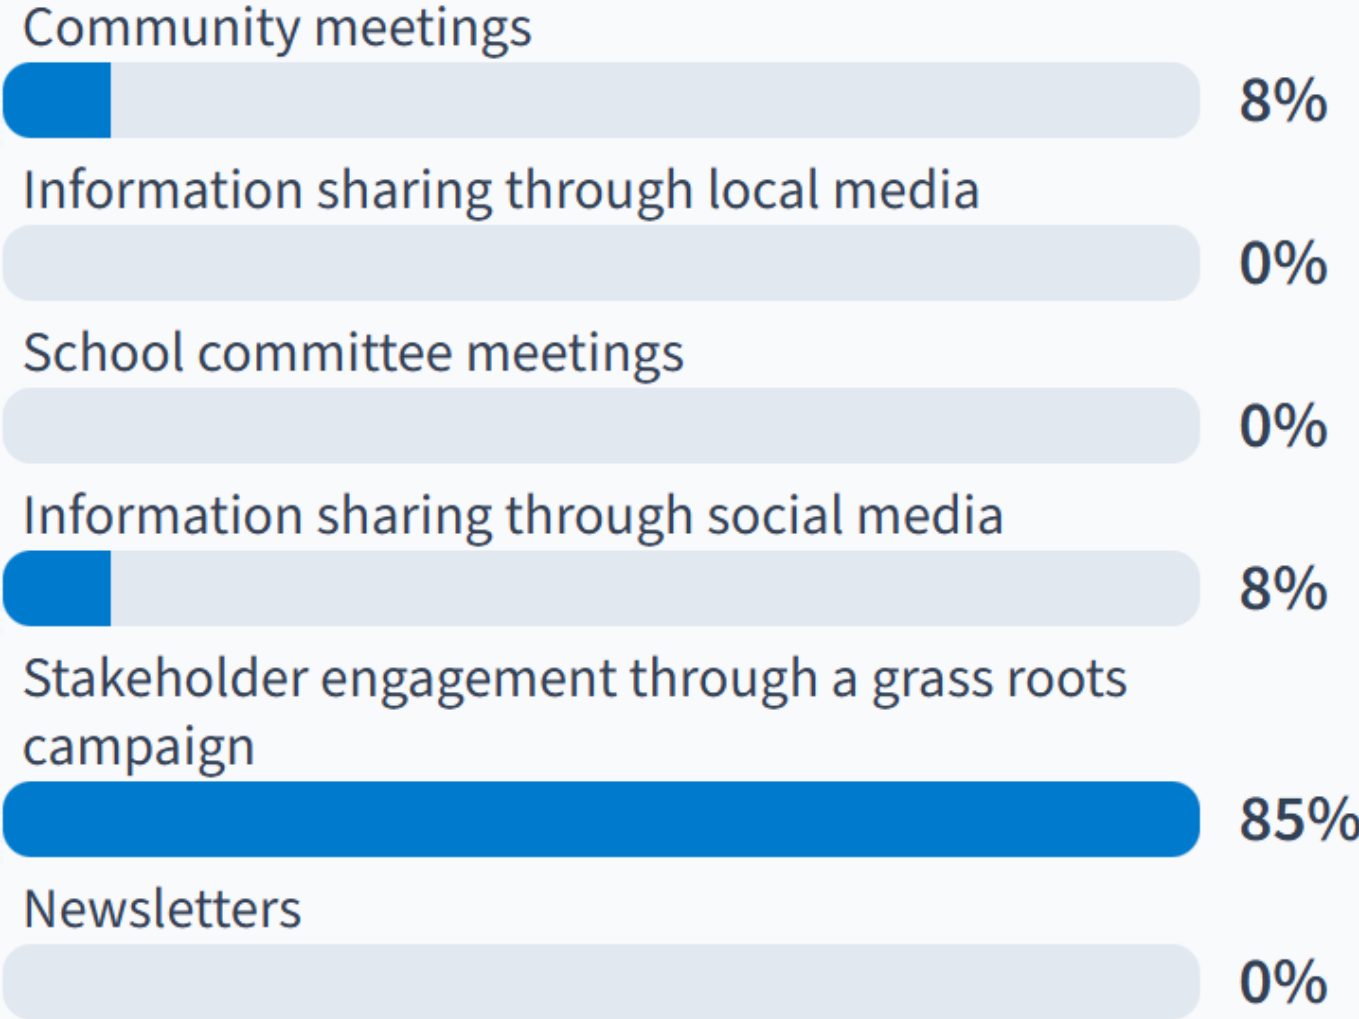 Community meetings
8%
Information sharing through local media
0%
School committee meetings
0%
Information sharing through social media
8%
Stakeholder engagement through a grass roots
campaign
85%
Newsletters
0%